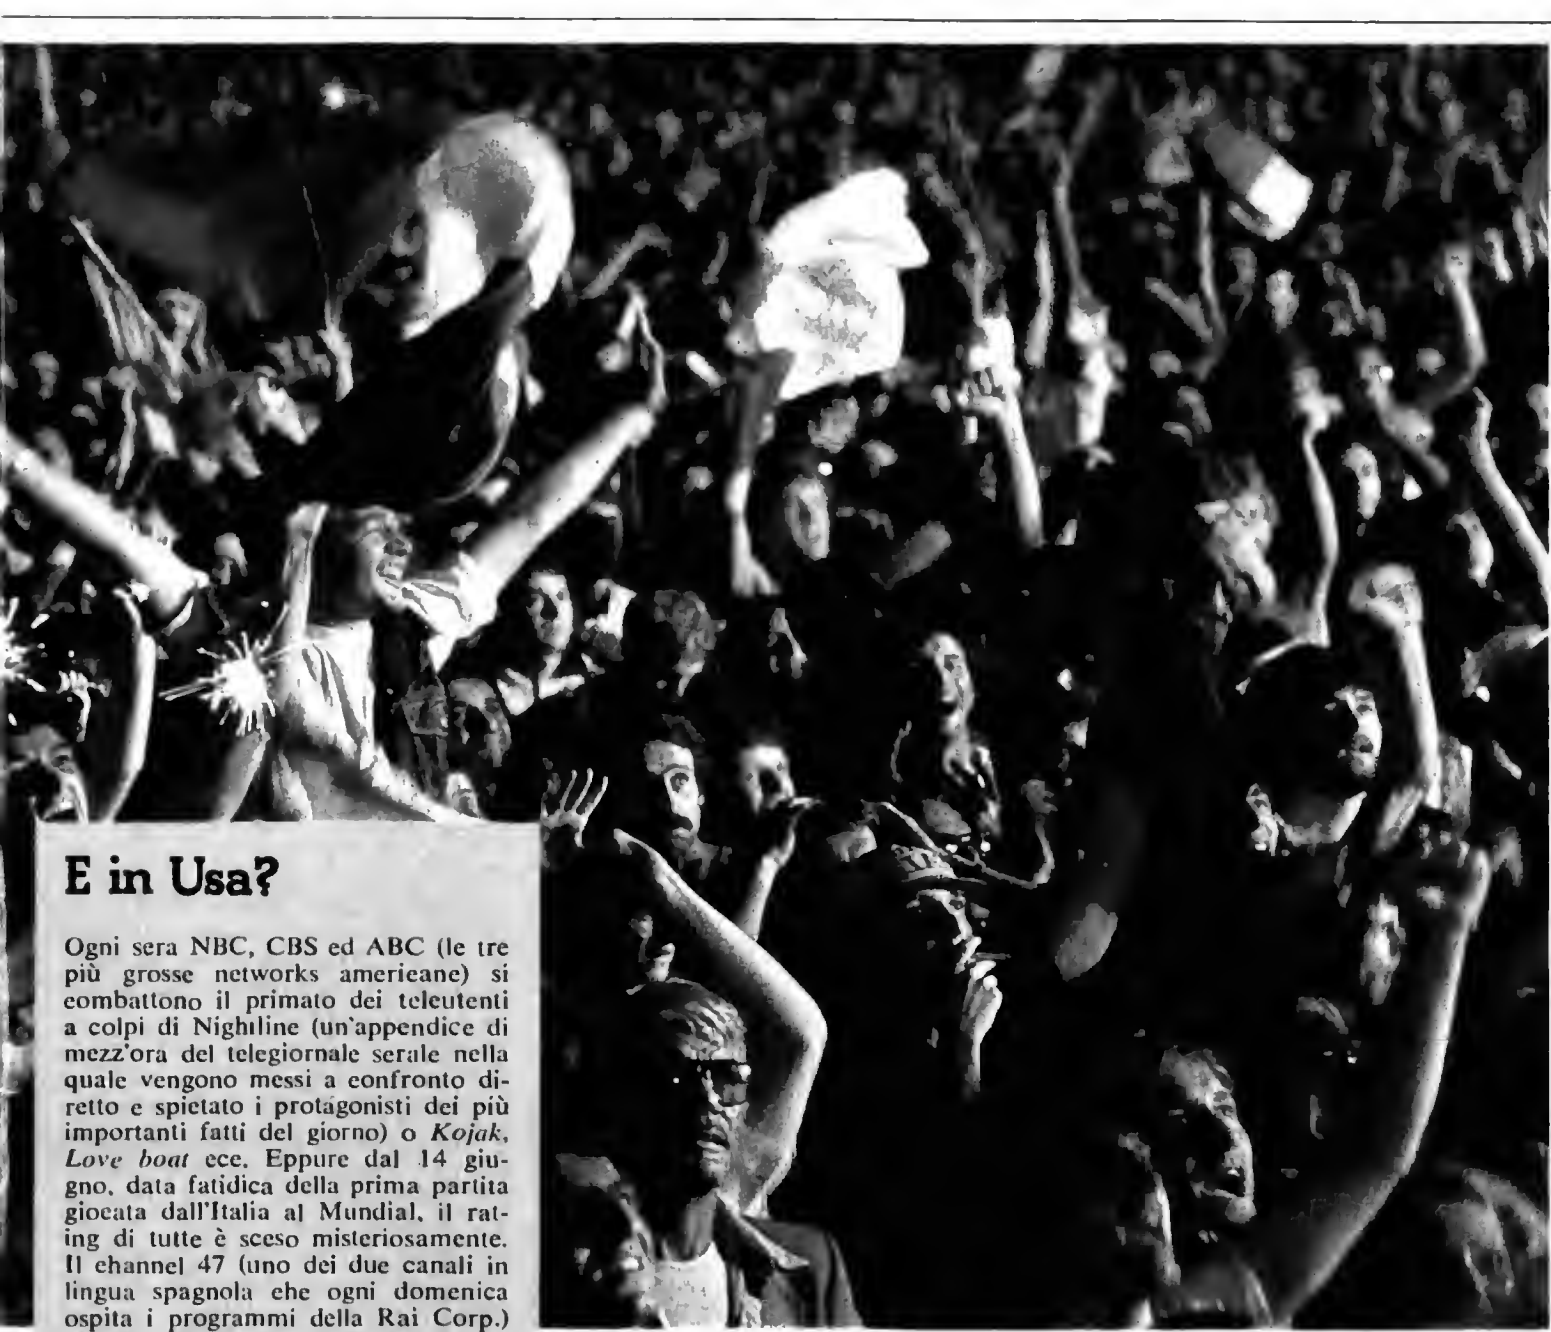 E in Usa?
Ogni sera NBC, CBS ed ABC (le tre
più grosse networks americane) si
combattono il primato dei teleutenti
a colpi di Nightline (un'appendice di
mezz'ora del telegiornale serale nella
quale vengono messi a confronto di-
retto e spietato i protagonisti dei più
importanti fatti del giorno) o Kojak,
Love boat ecc. Eppure dal 14 giu-
gno, data fatidica della prima partita
giocata dall'Italia al Mundial, il rat-
ing di tutte è sceso misteriosamente.
Il channel 47 (uno dei due canali in
lingua spagnola che ogni domenica
ospita i programmi della Rai Corp.)